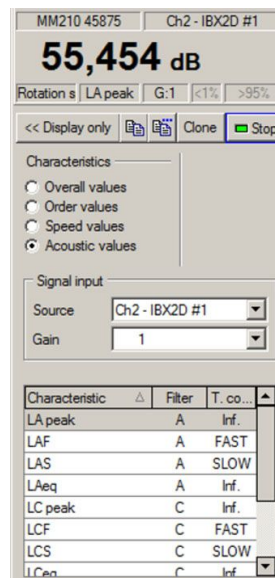 MM210 45875 Ch2 - IBX2D #1
55,454 dB
Rotation s LA peak G:1 <1% >95%
<< Display only Clone Stop
Characteristics
Overall values
Order values
Speed values
Acoustic values
Signal input
Source Ch2 - IBX2D #1
Gain 1
Characteristic Filter T. co...
LA peak A Inf.
LAF A FAST
LAS A SLOW
LAeq A Inf.
LC peak C Inf.
LCF C FAST
LCS C SLOW
LCeq C Inf.